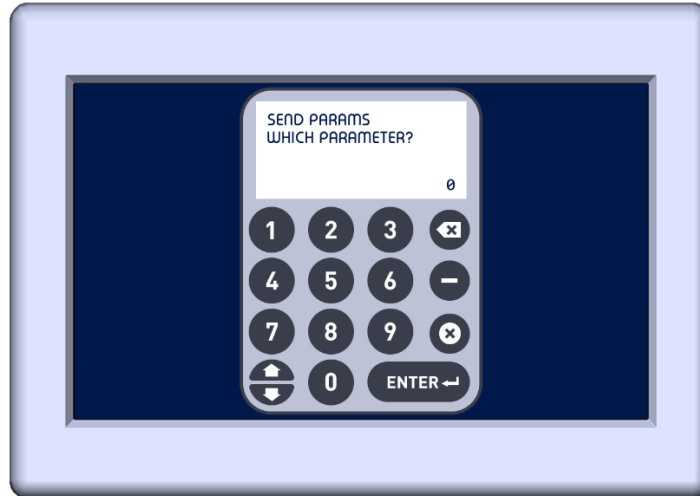 SEND PARAMS
WHICH PARAMETER?
0
1 2 3
4 5 6
7 8 9
0 ENTER